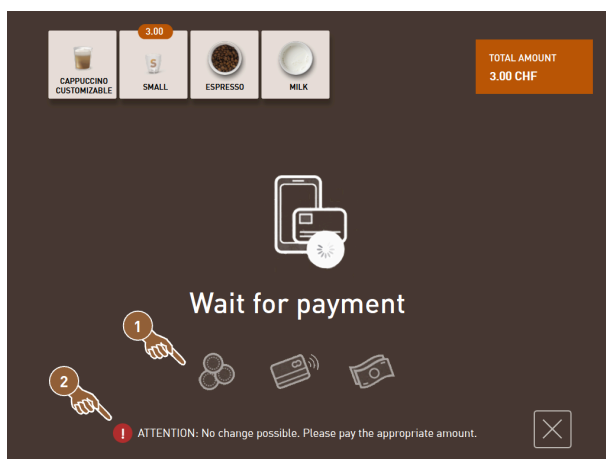 3.00
CAPPUCCINO
CUSTOMIZABLE
S
SMALL
ESPRESSO
MILK
TOTAL AMOUNT
3.00 CHF
Wait for payment
1
2
! ATTENTION: No change possible. Please pay the appropriate amount.